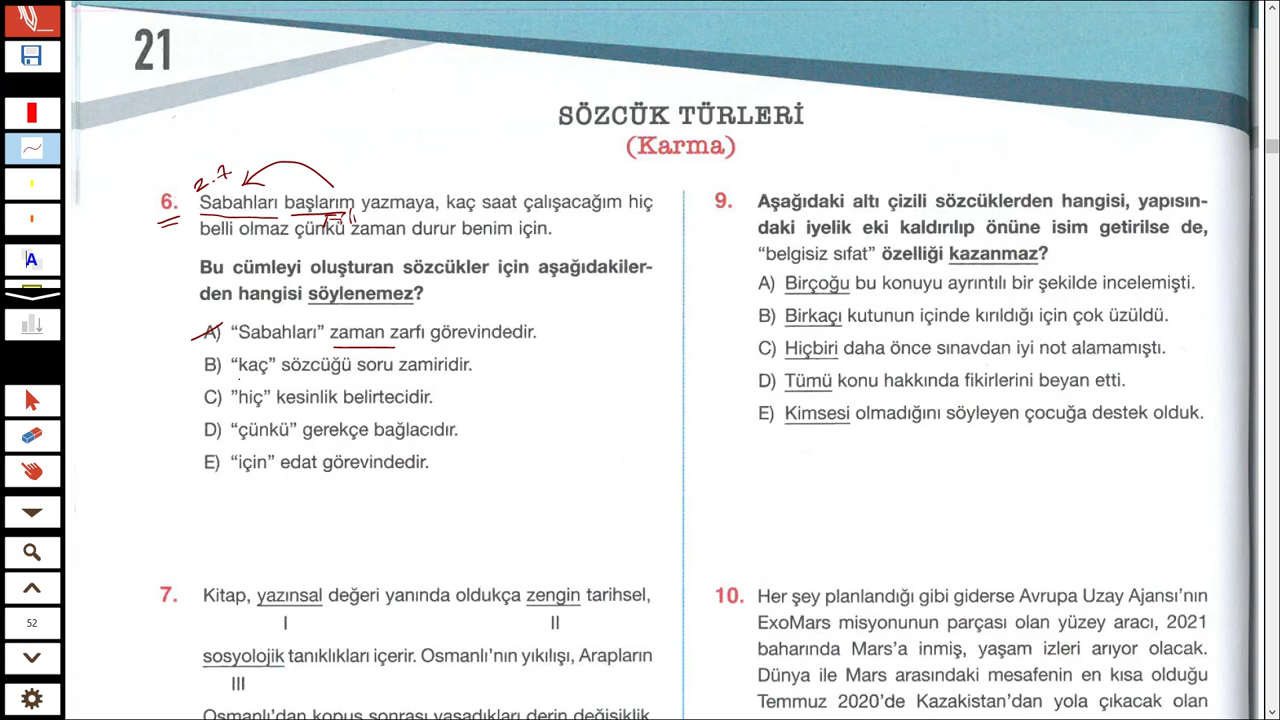 21
SÖZCÜK TÜRLERİ
(Karma)
z.z
6. Sabahları başlarım yazmaya, kaç saat çalışacağım hiç
belli olmaz çünkü zaman durur benim için.
Bu cümleyi oluşturan sözcükler için aşağıdakiler-
den hangisi söylenemez?
A) “Sabahları” zaman zarfı görevindedir.
B) “kaç” sözcüğü soru zamiridir.
C) "hiç” kesinlik belirtecidir.
D) “çünkü” gerekçe bağlacıdır.
E) “için” edat görevindedir.
7. Kitap, yazınsal değeri yanında oldukça zengin tarihsel,
I II
sosyolojik tanıklıkları içerir. Osmanlı’nın yıkılışı, Arapların
III
Osmanlı’dan kopuş sonrası yaşadıkları derin değişiklik
9. Aşağıdaki altı çizili sözcüklerden hangisi, yapısın-
daki iyelik eki kaldırılıp önüne isim getirilse de,
“belgisiz sıfat” özelliği kazanmaz?
A) Birçoğu bu konuyu ayrıntılı bir şekilde incelemişti.
B) Birkaçı kutunun içinde kırıldığı için çok üzüldü.
C) Hiçbiri daha önce sınavdan iyi not alamamıştı.
D) Tümü konu hakkında fikirlerini beyan etti.
E) Kimsesi olmadığını söyleyen çocuğa destek olduk.
10. Her şey planlandığı gibi giderse Avrupa Uzay Ajansı’nın
ExoMars misyonunun parçası olan yüzey aracı, 2021
baharında Mars’a inmiş, yaşam izleri arıyor olacak.
Dünya ile Mars arasındaki mesafenin en kısa olduğu
Temmuz 2020’de Kazakistan’dan yola çıkacak olan
A
52